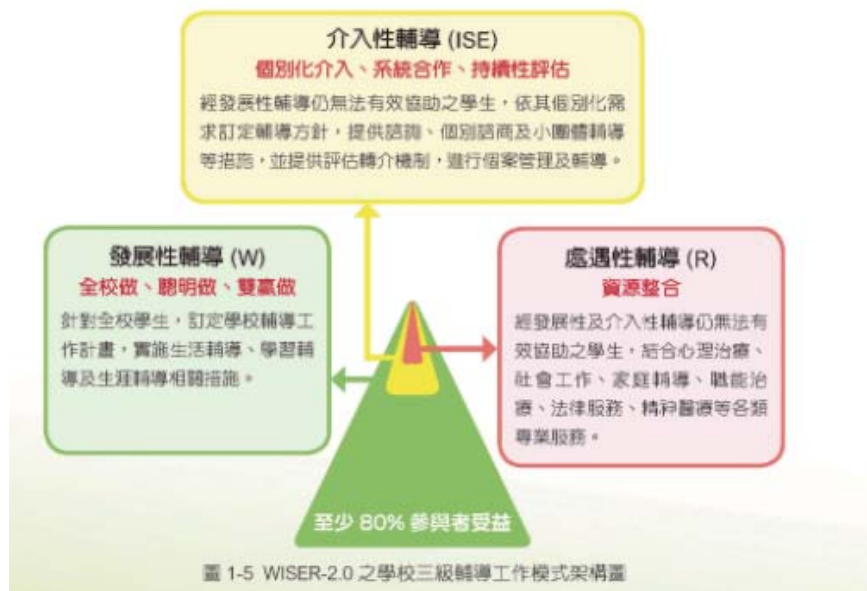 介入性輔導 (ISE)
個別化介入、系統合作、持續性評估
經發展性輔導仍無法有效協助之學生，依其個別化需
求訂定輔導方針，提供諮詢、個別諮商及小團體輔導
等措施，並提供評估轉介機制，進行個案管理及輔導。
發展性輔導 (W)
全校做、聰明做、雙贏做
針對全校學生，訂定學校輔導工
作計畫，實施生活輔導、學習輔
導及生涯輔導相關措施。
處遇性輔導 (R)
資源整合
經發展性及介入性輔導仍無法有
效協助之學生，結合心理治療、
社會工作、家庭輔導、職能治
療、法律服務、精神醫療等各類
專業服務。
至少 80% 參與者受益
圖 1-5 WISER-2.0 之學校三級輔導工作模式架構圖